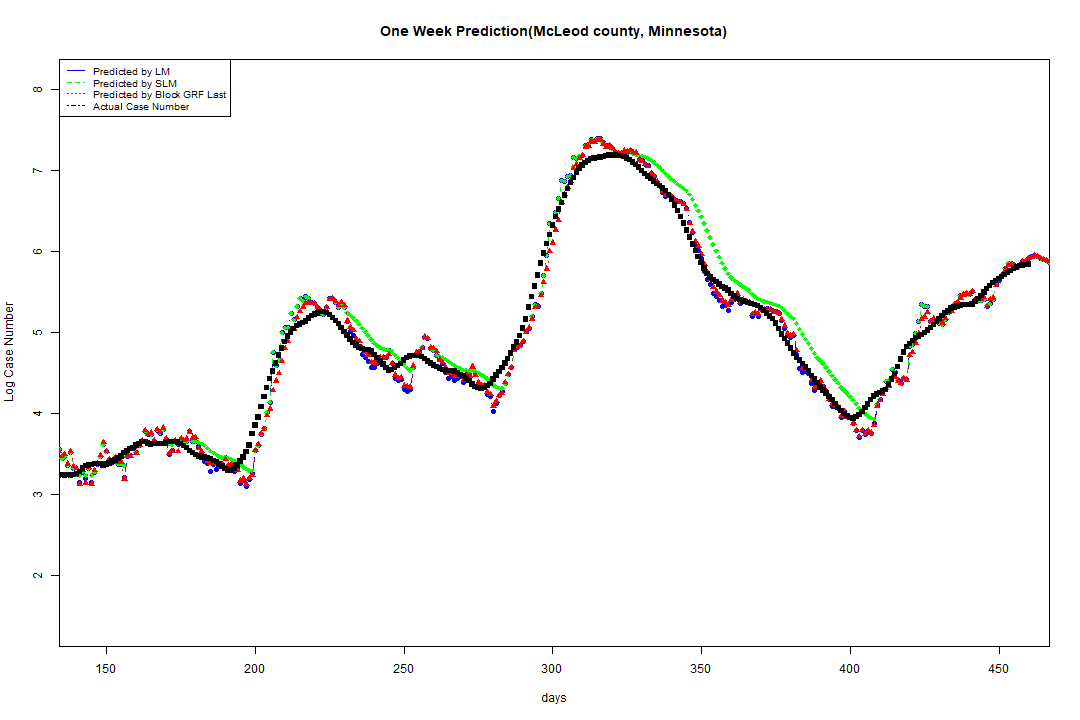 One Week Prediction(McLeod county, Minnesota)
Predicted by LM
Predicted by SLM
Predicted by Block GRF Last
Actual Case Number
8
7
6
5
4
3
2
Log Case Number
150 200 250 300 350 400 450
days